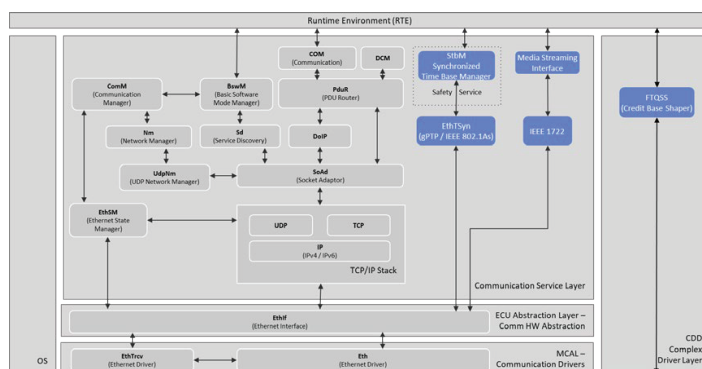 Runtime Environment (RTE)
COM
(Communication)
DCM
StbM
Synchronized
Time Base Manager
Media Streaming
Interface
ComM
(Communication
Manager)
BswM
(Basic Software
Mode Manager)
PduR
(PDU Router)
Safety
Service
FTQSS
(Credit Base Shaper)
Nm
(Network Manager)
Sd
(Service Discovery)
DoIP
EthTSyn
(gPTP / IEEE 802.1As)
IEEE 1722
UdpNm
(UDP Network Manager)
SoAd
(Socket Adaptor)
EthSM
(Ethernet State
Manager)
UDP
TCP
IP
(IPv4 / IPv6)
TCP/IP Stack
Communication Service Layer
EthIf
(Ethernet Interface)
ECU Abstraction Layer –
Comm HW Abstraction
OS
EthTrcv
(Ethernet Driver)
Eth
(Ethernet Driver)
MCAL –
Communication Drivers
CDD
Complex
Driver Layer